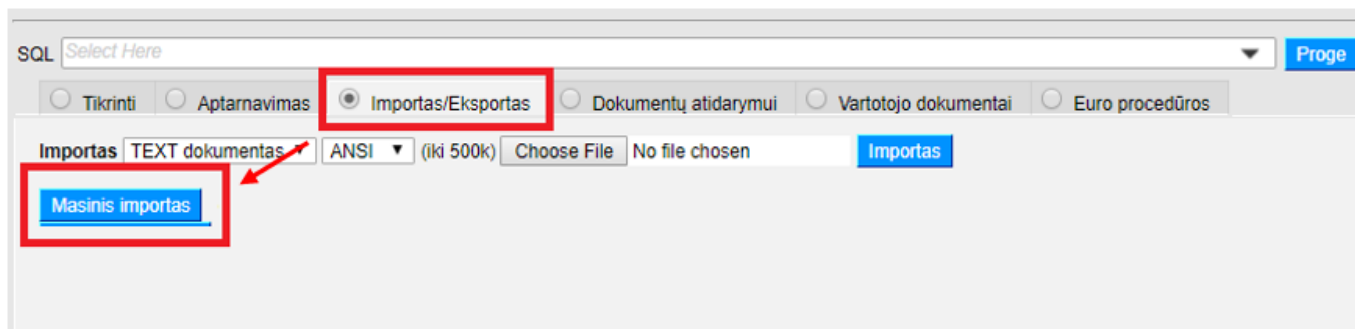 SQL Select Here Proge
Tikrinti Aptarnavimas Importas/Eksportas Dokumentų atidarymui Vartotojo dokumentai Euro procedūros
Importas TEXT dokumentas ANSI (iki 500k) Choose File No file chosen Importas
Masinis importas